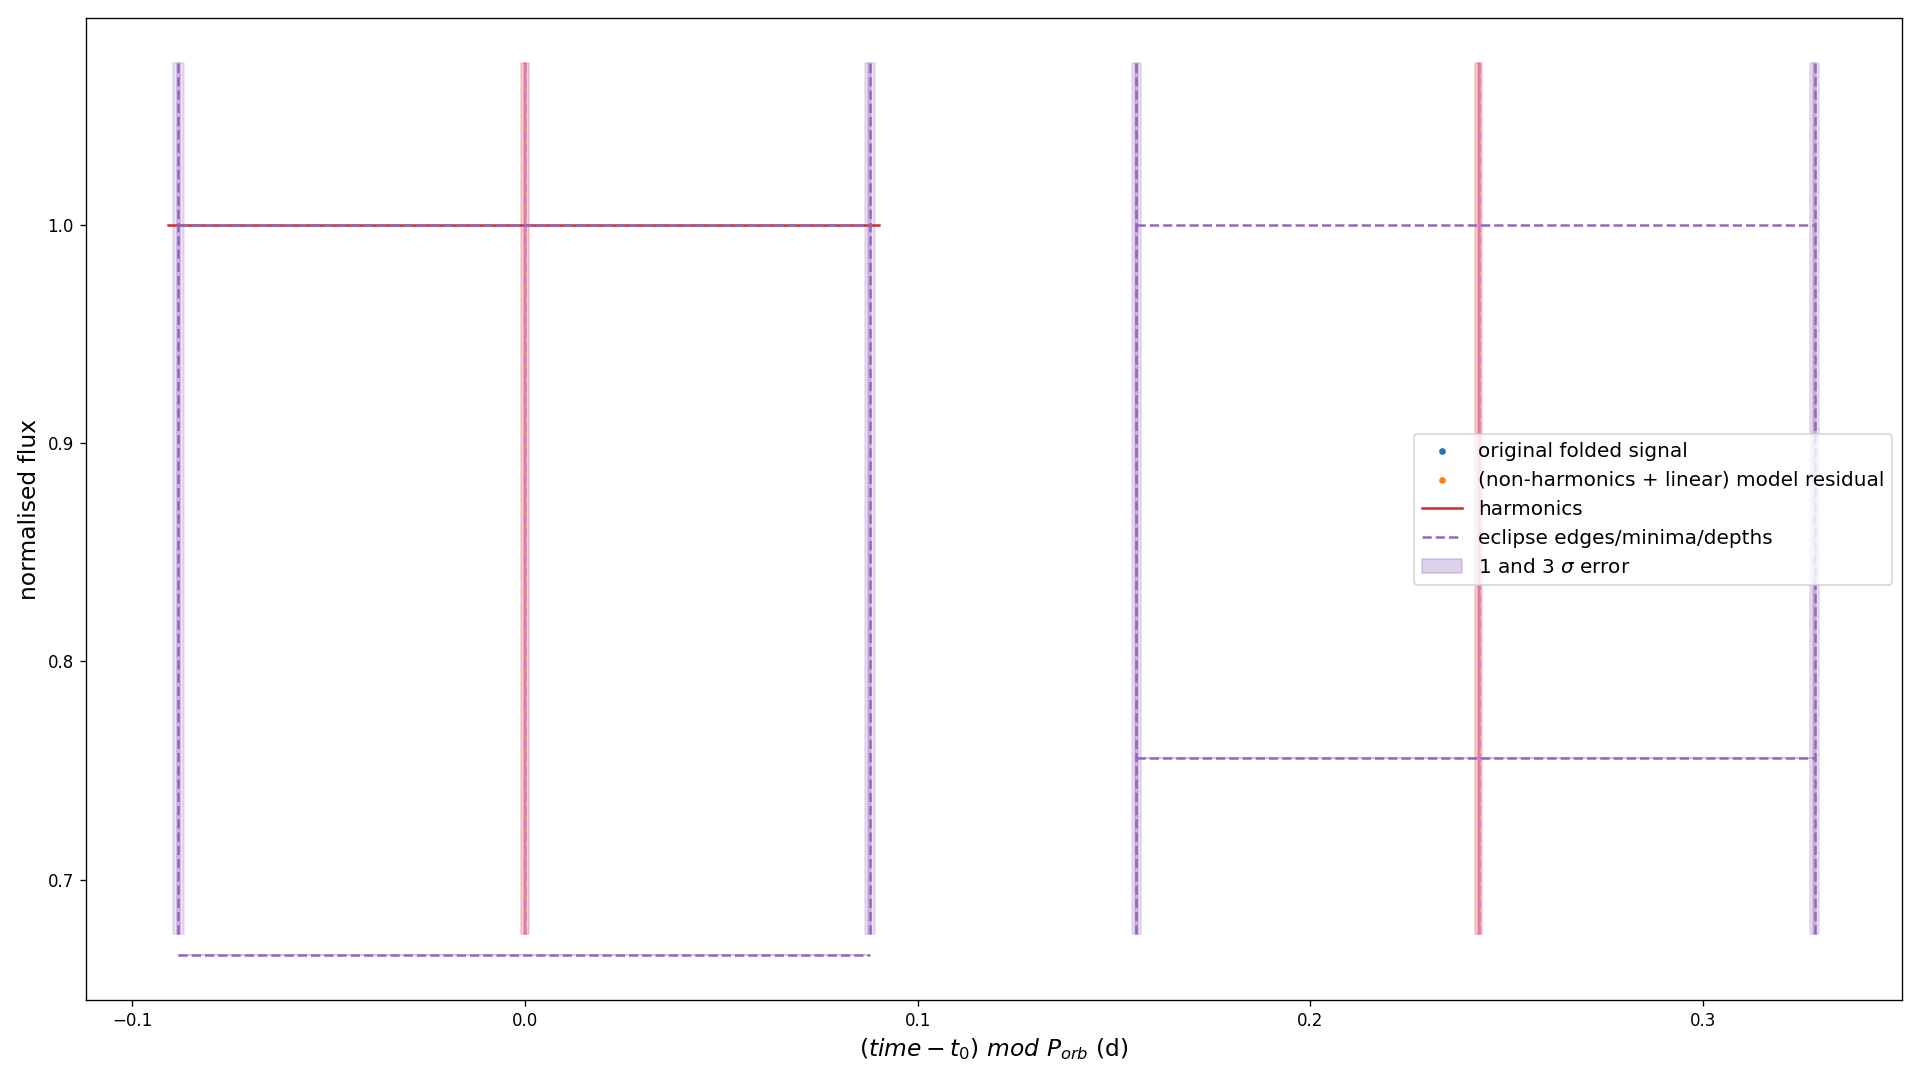 normalised flux
1.0
0.9
0.8
0.7
original folded signal
(non-harmonics + linear) model residual
harmonics
eclipse edges/minima/depths
1 and 3 σ error
−0.1
0.0
0.1
0.2
0.3
(time − t₀) mod Pₒᵣb (d)